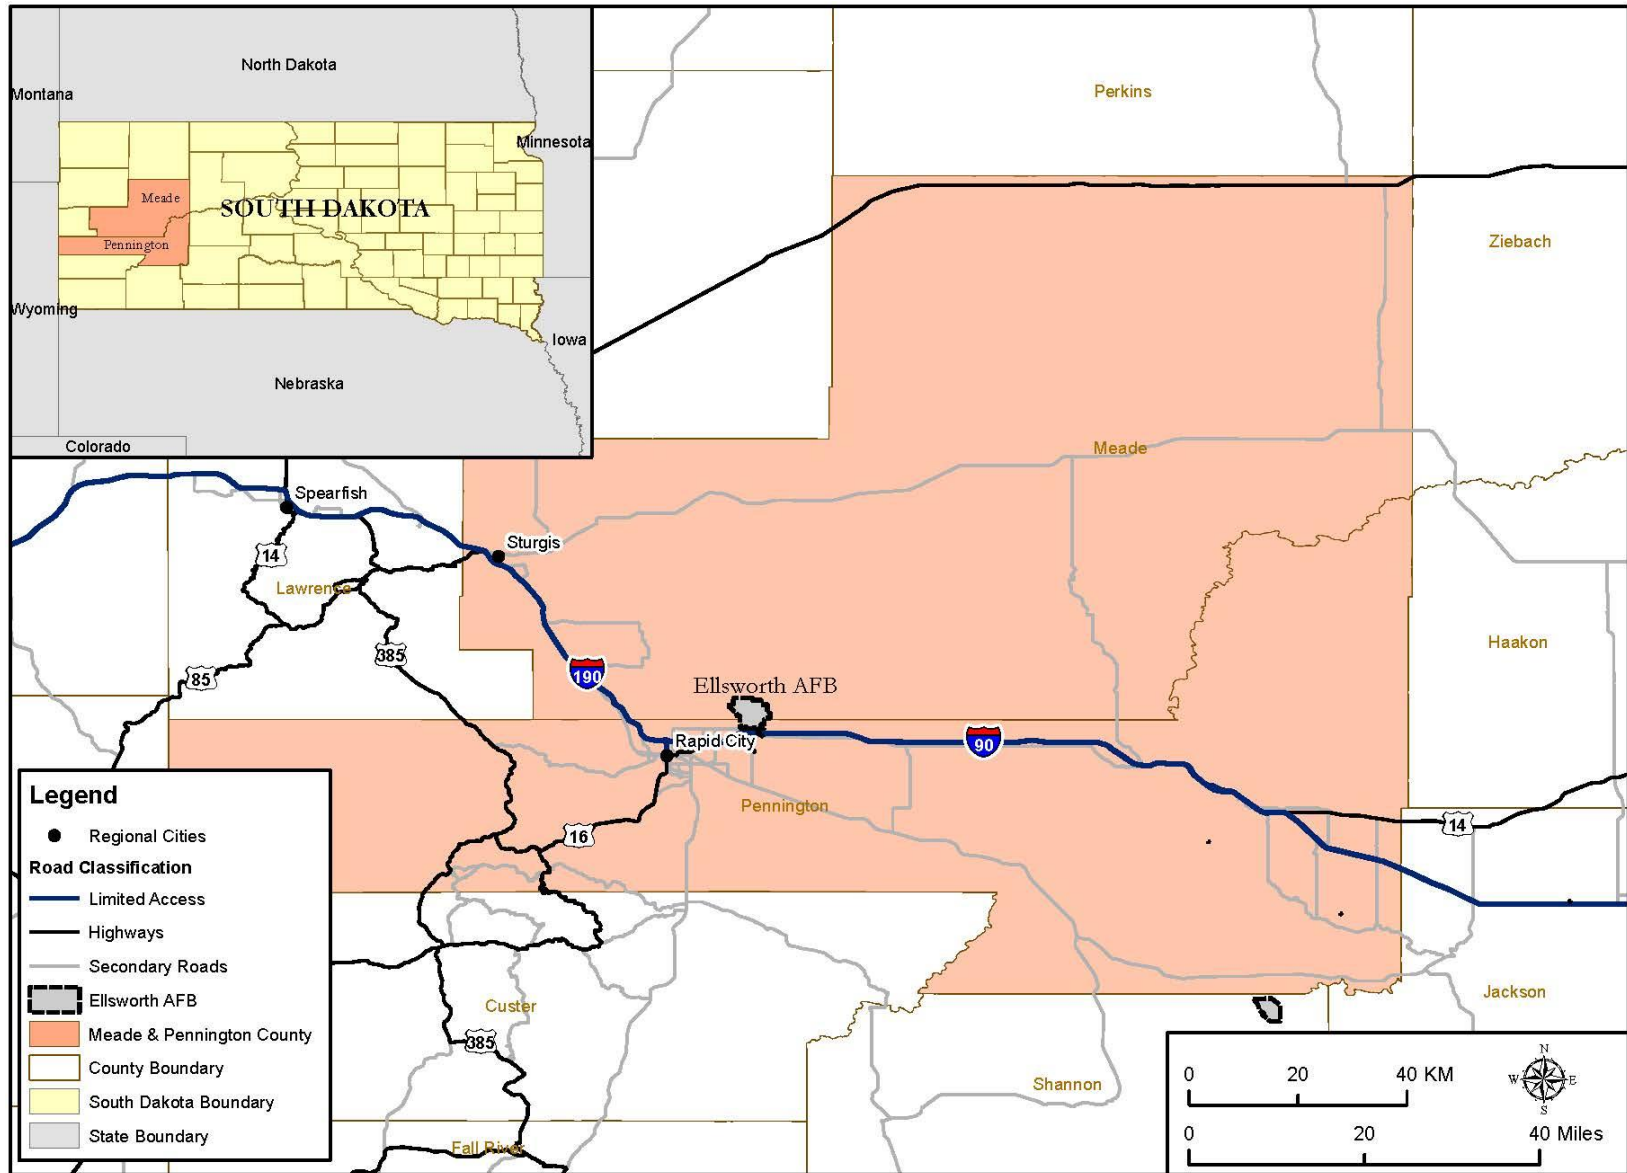 North Dakota
Montana
Minnesota
Meade
SOUTH DAKOTA
Pennington
Wyoming
Iowa
Nebraska
Colorado
Perkins
Ziebach
Meade
Spearfish
Sturgis
14
Lawrence
385
85
190
Ellsworth AFB
Haakon
Rapid City
90
Pennington
16
14
Custer
385
Jackson
Shannon
Fall River
Legend
Regional Cities
Road Classification
Limited Access
Highways
Secondary Roads
Ellsworth AFB
Meade & Pennington County
County Boundary
South Dakota Boundary
State Boundary
N
W E
S
0 20 40 KM
0 20 40 Miles